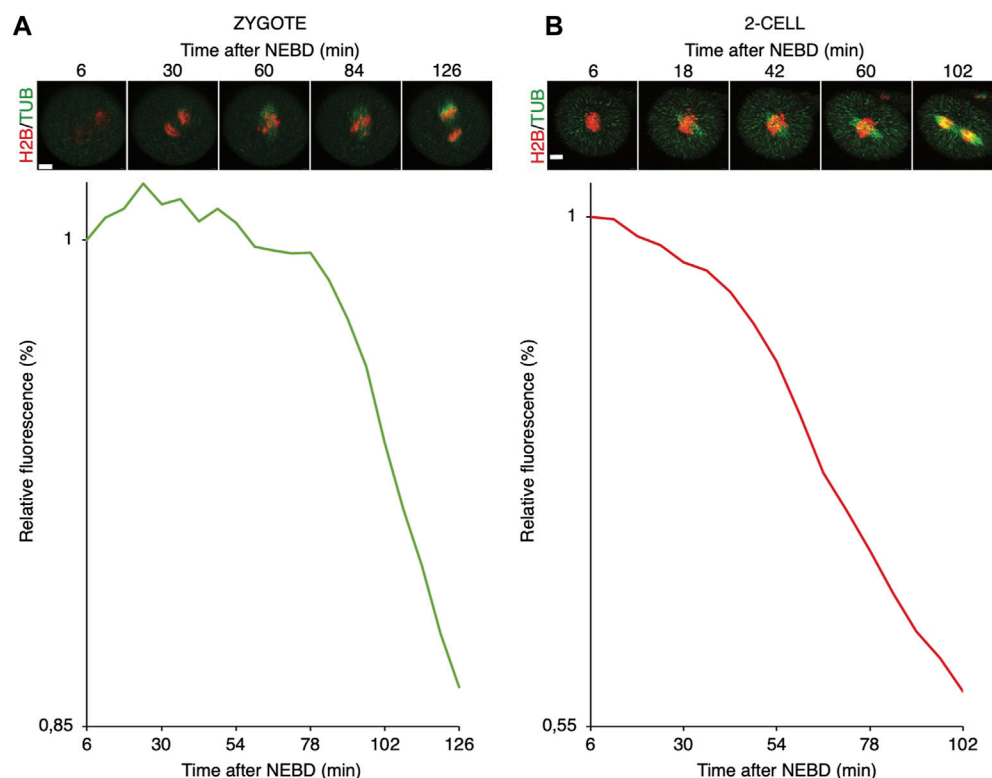 A
ZYGOTE
Time after NEBD (min)
6 30 60 84 126
H2B/TUB
1
Relative fluorescence (%)
0,85
6 30 54 78 102 126
Time after NEBD (min)
B
2-CELL
Time after NEBD (min)
6 18 42 60 102
H2B/TUB
1
Relative fluorescence (%)
0,55
6 30 54 78 102
Time after NEBD (min)